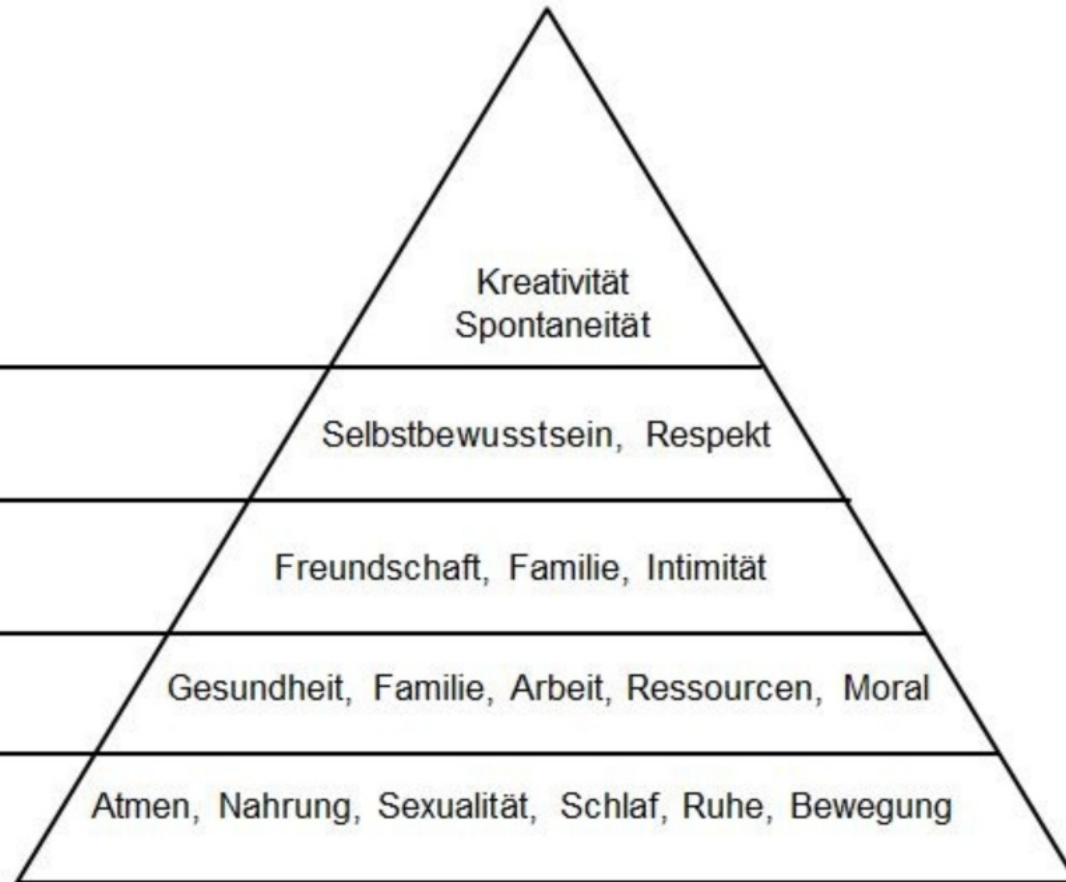 Kreativität
Spontaneität
Selbstbewusstsein, Respekt
Freundschaft, Familie, Intimität
Gesundheit, Familie, Arbeit, Ressourcen, Moral
Atmen, Nahrung, Sexualität, Schlaf, Ruhe, Bewegung